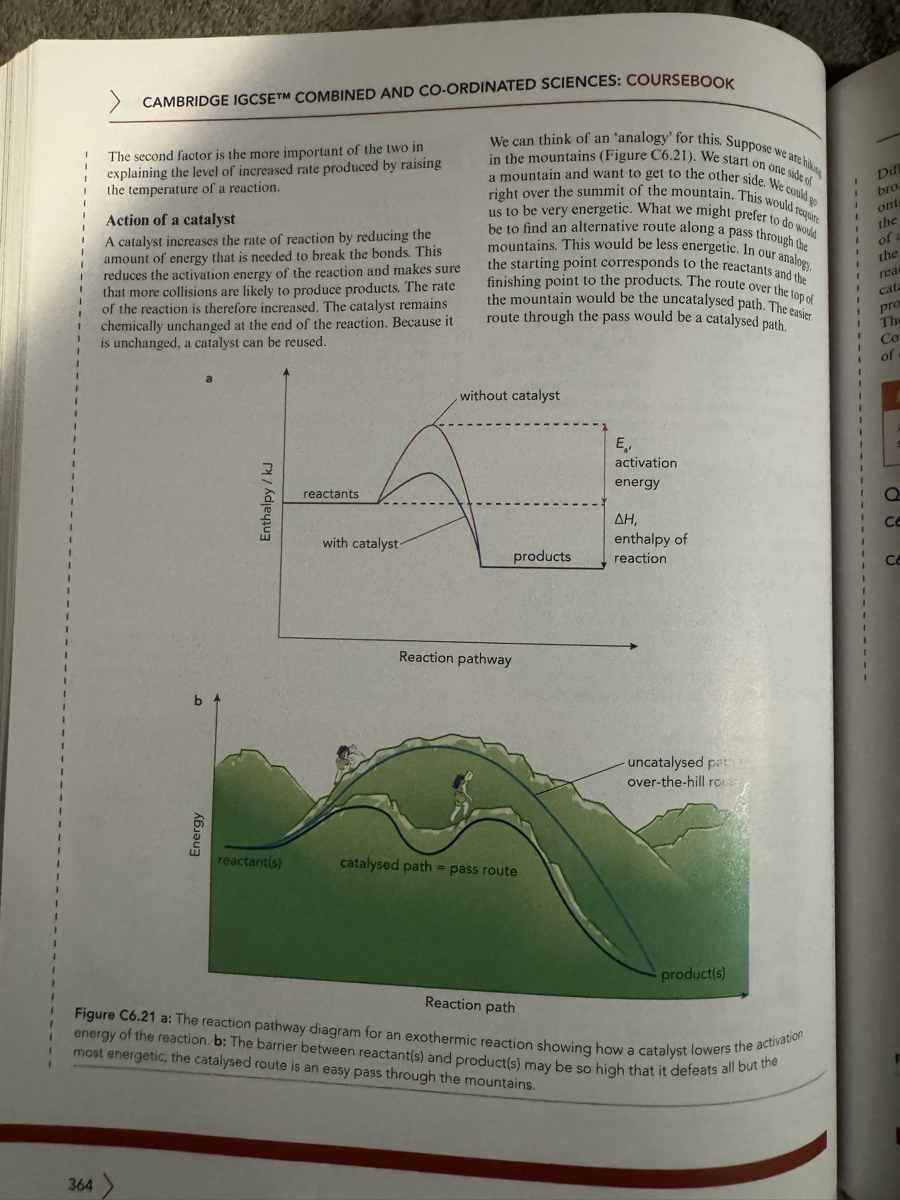 CAMBRIDGE IGCSE™ COMBINED AND CO-ORDINATED SCIENCES: COURSEBOOK
The second factor is the more important of the two in
explaining the level of increased rate produced by raising
the temperature of a reaction.
Action of a catalyst
A catalyst increases the rate of reaction by reducing the
amount of energy that is needed to break the bonds. This
reduces the activation energy of the reaction and makes sure
that more collisions are likely to produce products. The rate
of the reaction is therefore increased. The catalyst remains
chemically unchanged at the end of the reaction. Because it
is unchanged, a catalyst can be reused.
We can think of an ‘analogy’ for this. Suppose we are hiking
in the mountains (Figure C6.21). We start on one side of
a mountain and want to get to the other side. We could go
right over the summit of the mountain. This would require
us to be very energetic. What we might prefer to do would
be to find an alternative route along a pass through the
mountains. This would be less energetic. In our analogy,
the starting point corresponds to the reactants and the
finishing point to the products. The route over the top of
the mountain would be the uncatalysed path. The easier
route through the pass would be a catalysed path.
a
without catalyst
Eₐ,
activation
energy
reactants
Enthalpy / kJ
ΔH,
enthalpy of
reaction
with catalyst
products
Reaction pathway
b
uncatalysed
over-the-hill
Energy
reactant(s)
catalysed path = pass route
product(s)
Reaction path
Figure C6.21 a: The reaction pathway diagram for an exothermic reaction showing how a catalyst lowers the activation
energy of the reaction. b: The barrier between reactant(s) and product(s) may be so high that it defeats all but the
most energetic; the catalysed route is an easy pass through the mountains.
364
the
of
the
of